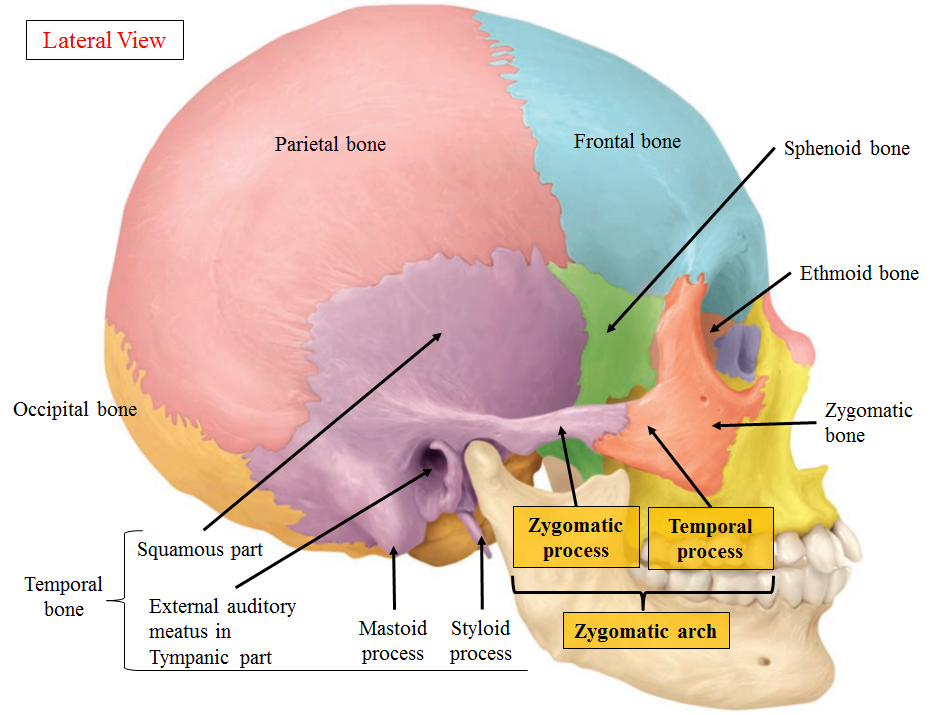 Lateral View
Parietal bone
Frontal bone
Sphenoid bone
Ethmoid bone
Occipital bone
Zygomatic
bone
Zygomatic
process
Temporal
process
Zygomatic arch
Temporal
bone
Squamous part
External auditory
meatus in
Tympanic part
Mastoid
process
Styloid
process